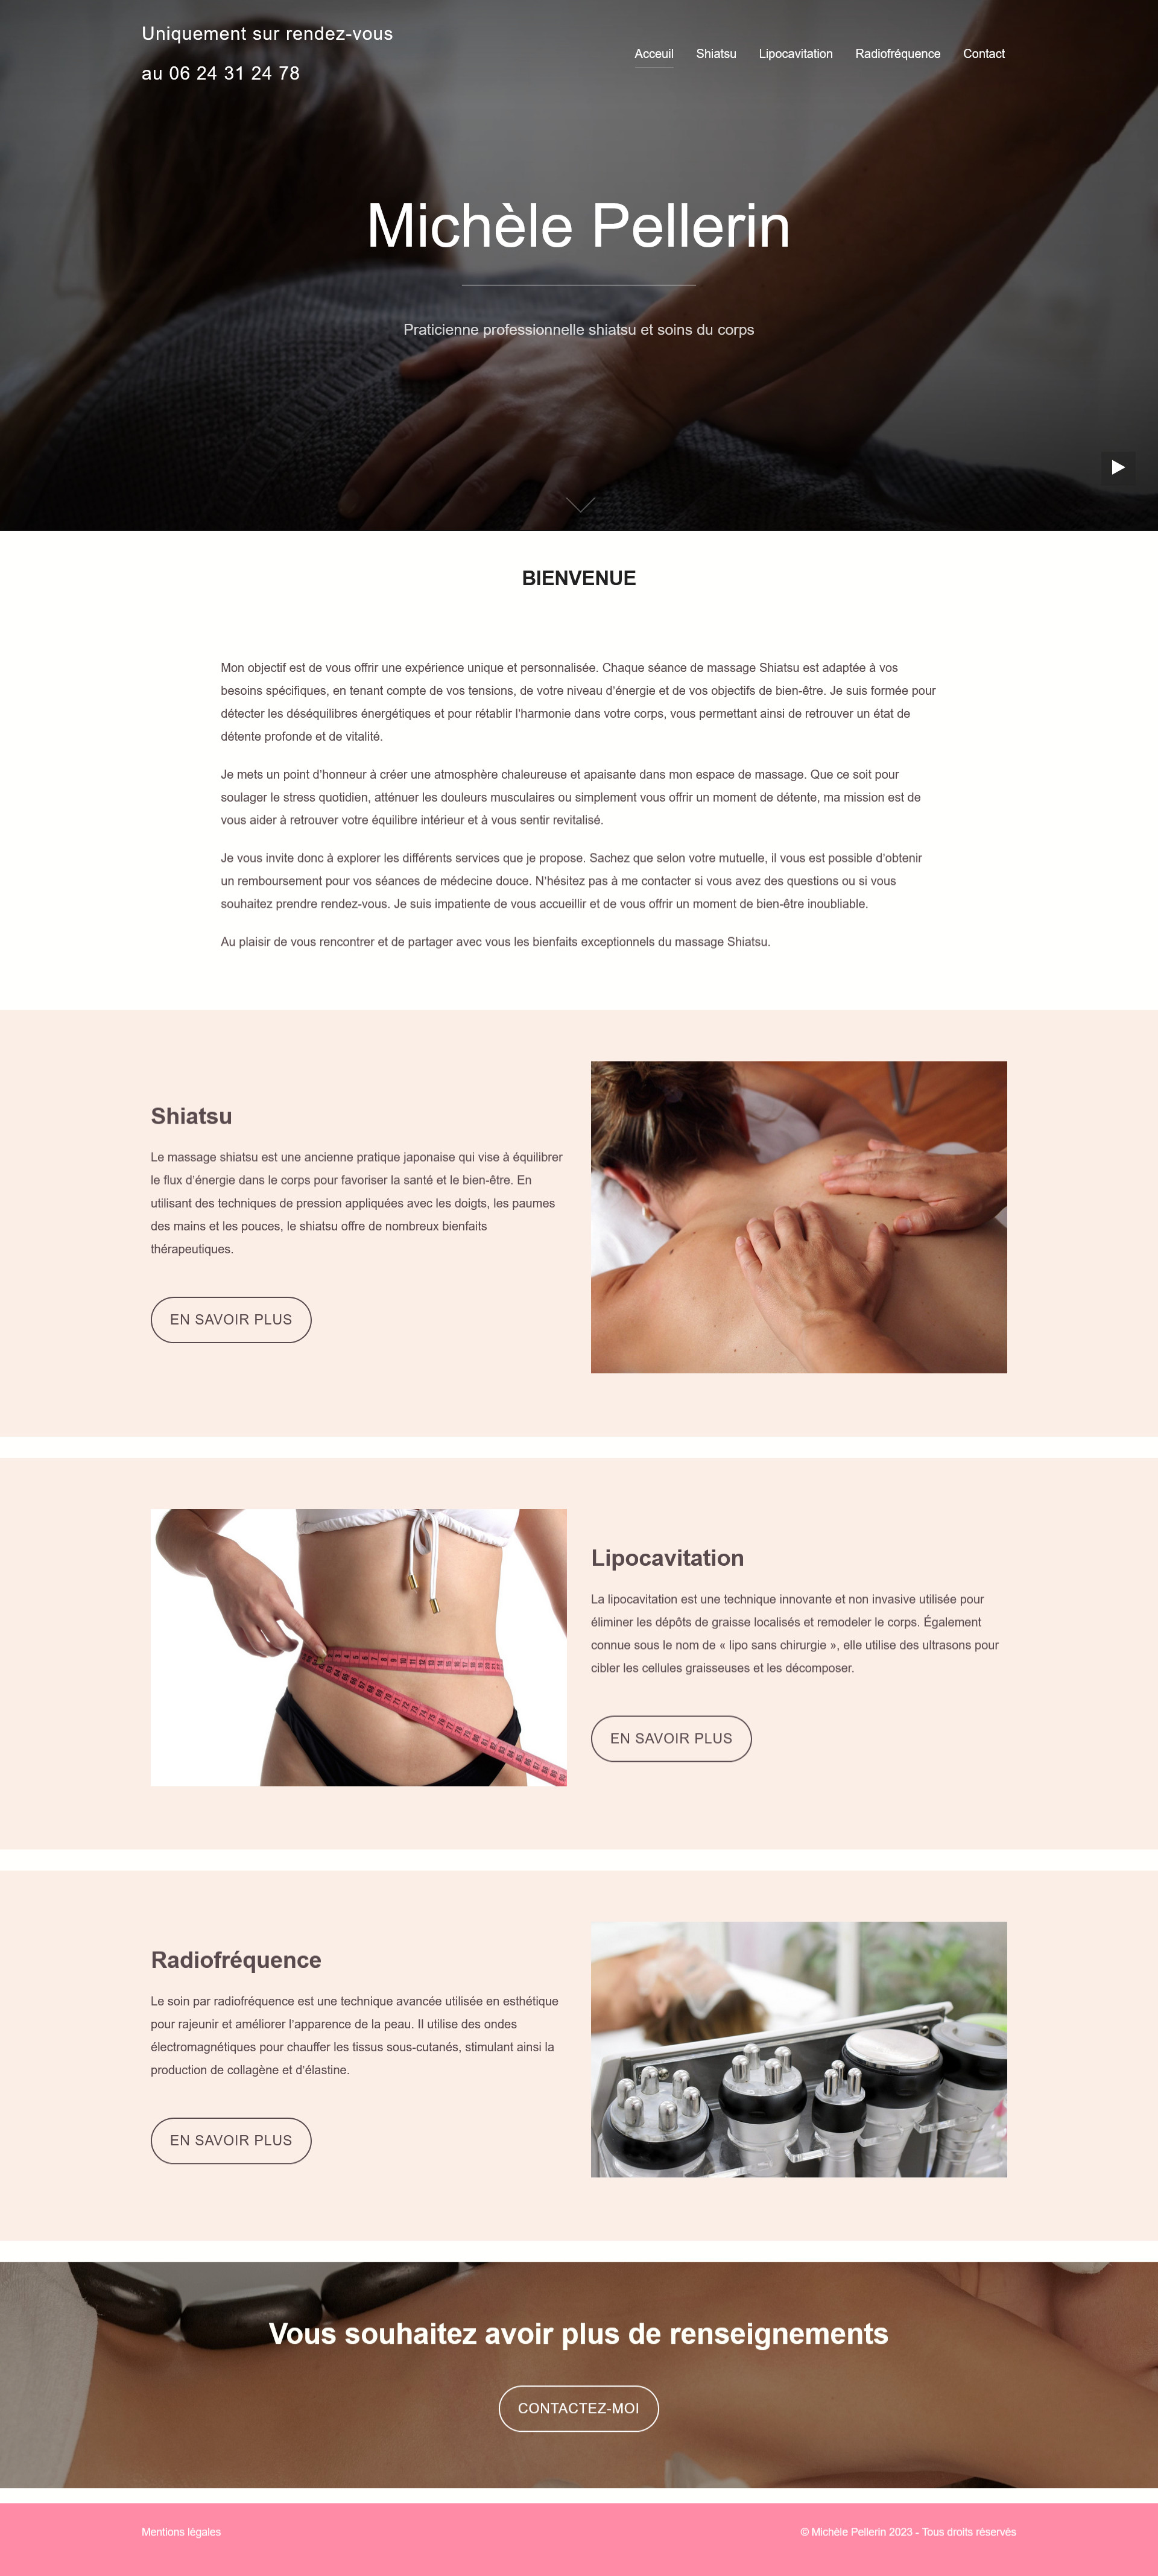 Uniquement sur rendez-vous
au 06 24 31 24 78
Acceuil Shiatsu Lipocavitation Radiofréquence Contact
Michèle Pellerin
Praticienne professionnelle shiatsu et soins du corps
BIENVENUE
Mon objectif est de vous offrir une expérience unique et personnalisée. Chaque séance de massage Shiatsu est adaptée à vos
besoins spécifiques, en tenant compte de vos tensions, de votre niveau d'énergie et de vos objectifs de bien-être. Je suis formée pour
détecter les déséquilibres énergétiques et pour rétablir l'harmonie dans votre corps, vous permettant ainsi de retrouver un état de
détente profonde et de vitalité.
Je mets un point d'honneur à créer une atmosphère chaleureuse et apaisante dans mon espace de massage. Que ce soit pour
soulager le stress quotidien, atténuer les douleurs musculaires ou simplement vous offrir un moment de détente, ma mission est de
vous aider à retrouver votre équilibre intérieur et à vous sentir revitalisé.
Je vous invite donc à explorer les différents services que je propose. Sachez que selon votre mutuelle, il vous est possible d'obtenir
un remboursement pour vos séances de médecine douce. N'hésitez pas à me contacter si vous avez des questions ou si vous
souhaitez prendre rendez-vous. Je suis impatiente de vous accueillir et de vous offrir un moment de bien-être inoubliable.
Au plaisir de vous rencontrer et de partager avec vous les bienfaits exceptionnels du massage Shiatsu.
Shiatsu
Le massage shiatsu est une ancienne pratique japonaise qui vise à équilibrer
le flux d'énergie dans le corps pour favoriser la santé et le bien-être. En
utilisant des techniques de pression appliquées avec les doigts, les paumes
des mains et les pouces, le shiatsu offre de nombreux bienfaits
thérapeutiques.
EN SAVOIR PLUS
Lipocavitation
La lipocavitation est une technique innovante et non invasive utilisée pour
éliminer les dépôts de graisse localisés et remodeler le corps. Également
connue sous le nom de « lipo sans chirurgie », elle utilise des ultrasons pour
cibler les cellules graisseuses et les décomposer.
EN SAVOIR PLUS
Radiofréquence
Le soin par radiofréquence est une technique avancée utilisée en esthétique
pour rajeunir et améliorer l'apparence de la peau. Il utilise des ondes
électromagnétiques pour chauffer les tissus sous-cutanés, stimulant ainsi la
production de collagène et d'élastine.
EN SAVOIR PLUS
Vous souhaitez avoir plus de renseignements
CONTACTEZ-MOI
Mentions légales
© Michèle Pellerin 2023 - Tous droits réservés